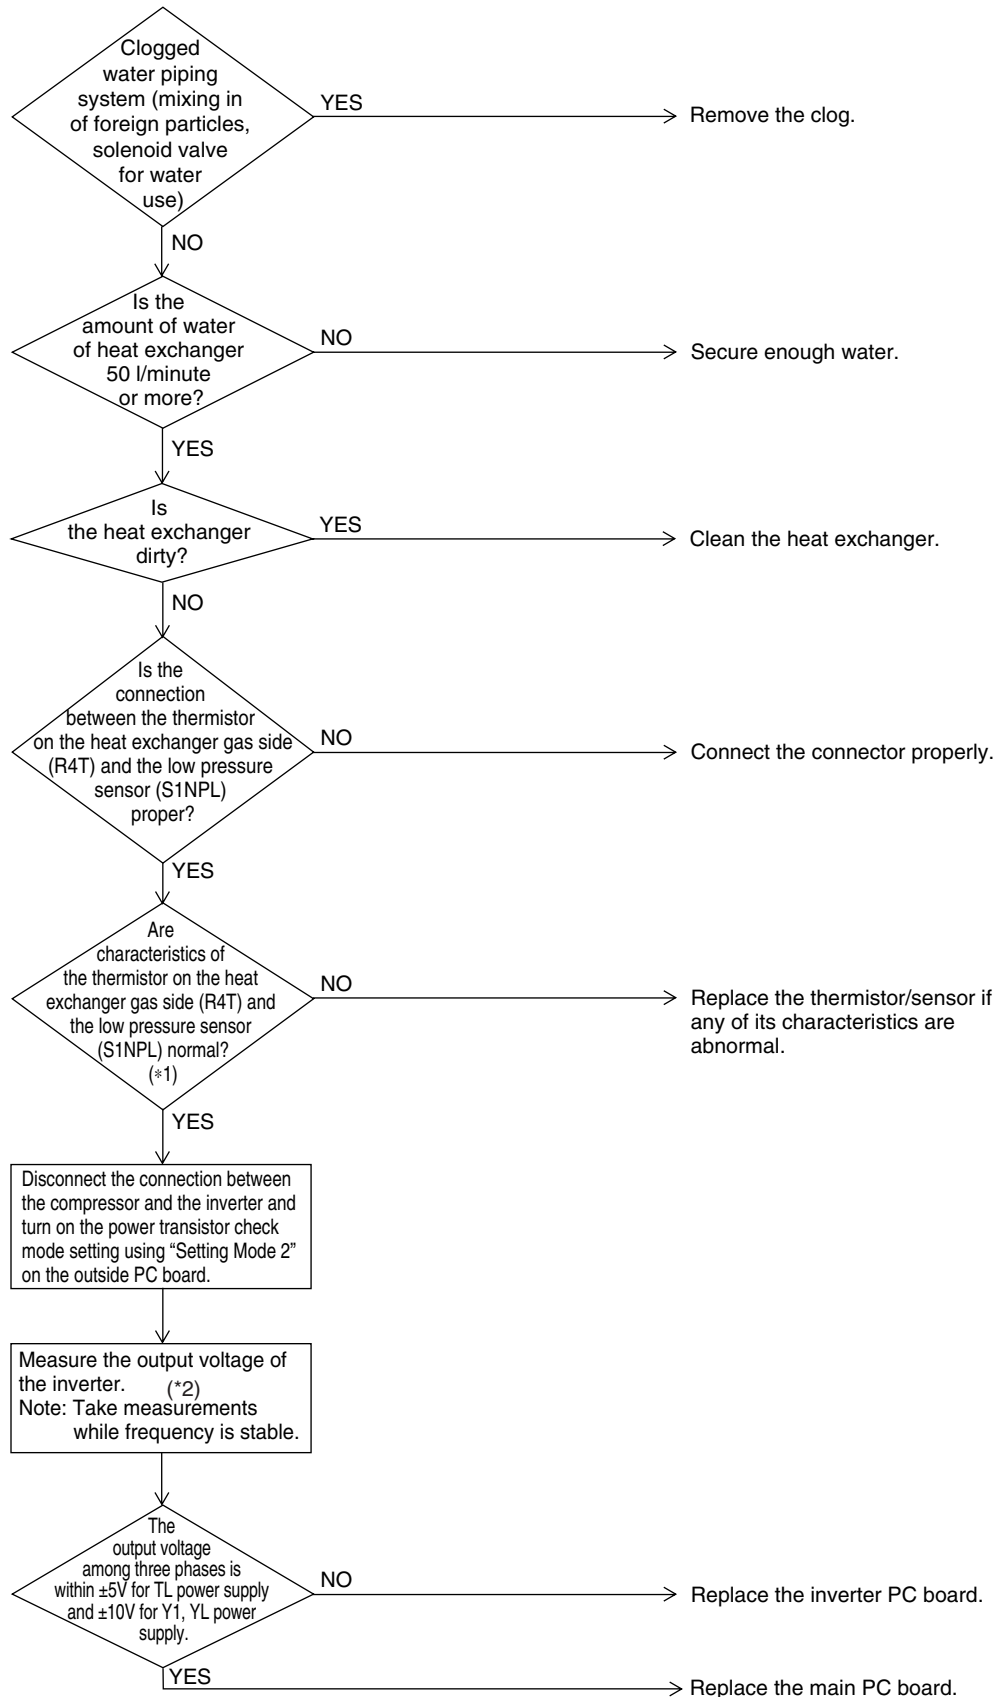 Clogged
water piping
system (mixing in
of foreign particles,
solenoid valve
for water
use)
YES
Remove the clog.
NO
Is the
amount of water
of heat exchanger
50 l/minute
or more?
NO
Secure enough water.
YES
Is
the heat exchanger
dirty?
YES
Clean the heat exchanger.
NO
Is the
connection
between the thermistor
on the heat exchanger gas side
(R4T) and the low pressure
sensor (S1NPL)
proper?
NO
Connect the connector properly.
YES
Are
characteristics of
the thermistor on the heat
exchanger gas side (R4T) and
the low pressure sensor
(S1NPL) normal?
(*1)
NO
Replace the thermistor/sensor if
any of its characteristics are
abnormal.
YES
Disconnect the connection between
the compressor and the inverter and
turn on the power transistor check
mode setting using “Setting Mode 2”
on the outside PC board.
Measure the output voltage of
the inverter. (*2)
Note: Take measurements
while frequency is stable.
The
output voltage
among three phases is
within ±5V for TL power supply
and ±10V for Y1, YL power
supply.
NO
Replace the inverter PC board.
YES
Replace the main PC board.